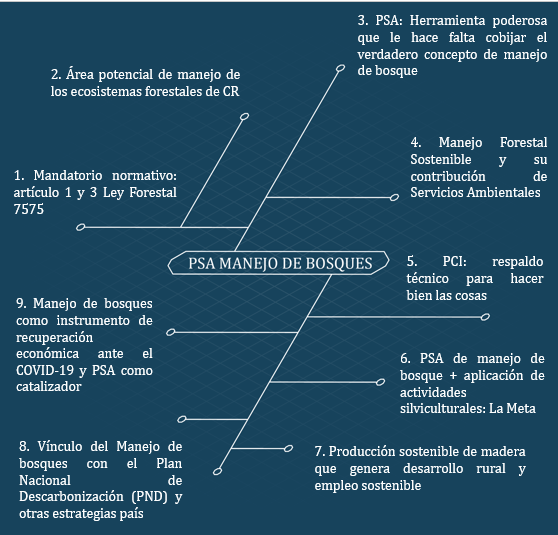 1. Mandatorio normativo:
artículo 1 y 3 Ley Forestal
7575
2. Área potencial de manejo de
los ecosistemas forestales de CR
3. PSA: Herramienta poderosa
que le hace falta cobijar el
verdadero concepto de manejo
de bosque
4. Manejo Forestal
Sostenible y su
contribución de
Servicios Ambientales
PSA MANEJO DE BOSQUES
5. PCI: respaldo
técnico para hacer
bien las cosas
6. PSA de manejo de
bosque + aplicación de
actividades
silviculturales: La Meta
7. Producción sostenible de madera
que genera desarrollo rural y
empleo sostenible
8. Vínculo del Manejo de
bosques con el Plan
Nacional de
Descarbonización (PND) y
otras estrategias país
9. Manejo de bosques
como instrumento de
recuperación
económica ante el
COVID-19 y PSA como
catalizador